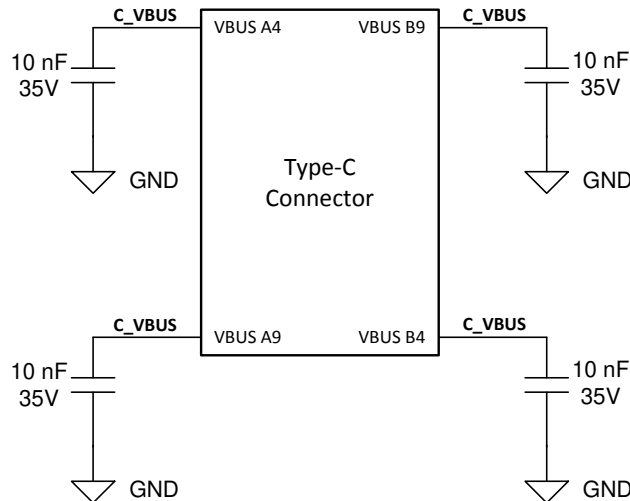 C_VBUS
C_VBUS
VBUS A4
VBUS B9
10 nF
35V
10 nF
35V
Type-C
Connector
GND
GND
C_VBUS
C_VBUS
VBUS A9
VBUS B4
10 nF
35V
10 nF
35V
GND
GND